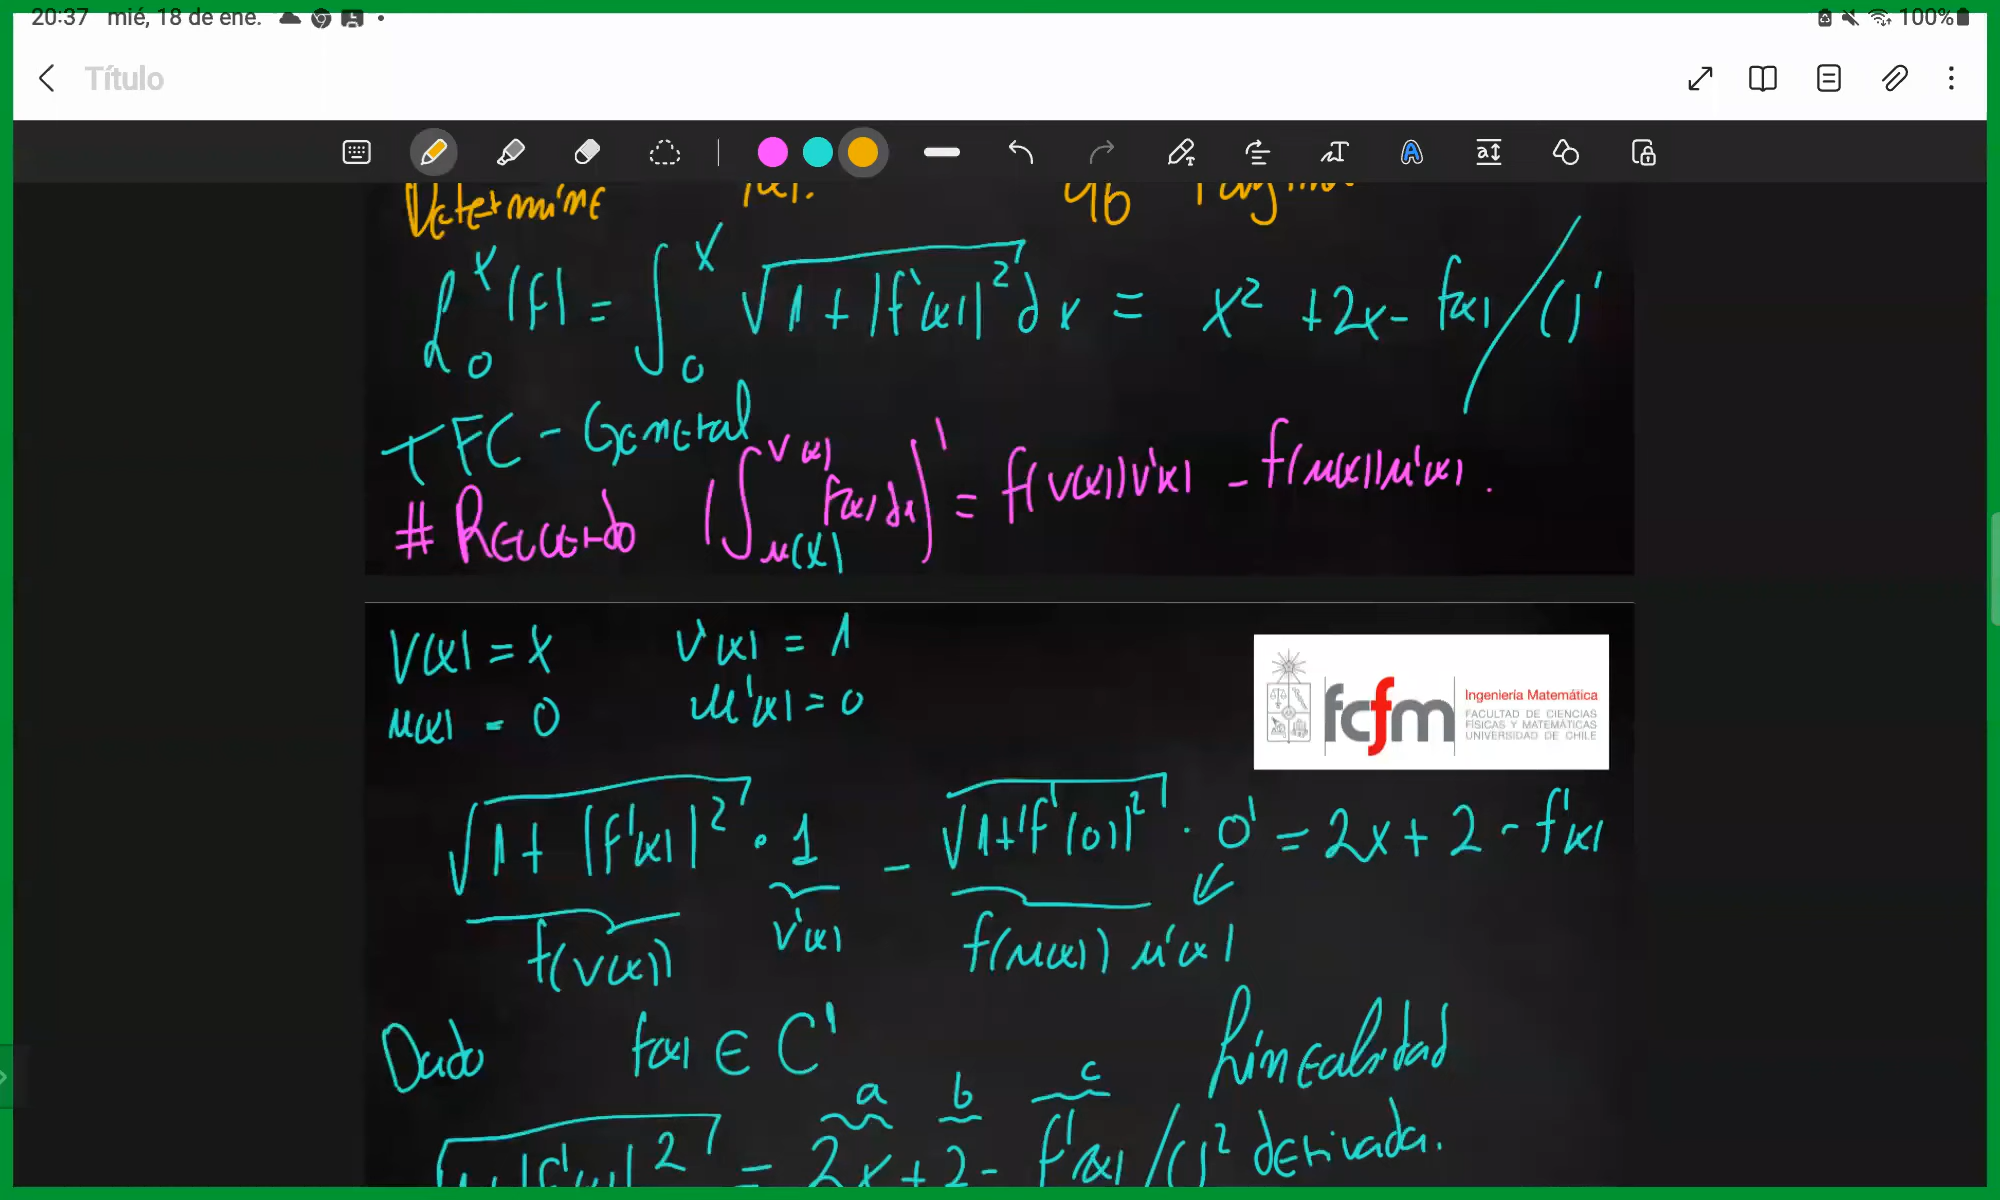 20:37 mié, 18 de ene. 100%
Título
Determine
L₀ˣ(f) = ∫₀ˣ √(1 + (f'(x))²) dx = x² + 2x - f(x) / ( )'
TFC - General
# Recuerdo (∫_{u(x)}^{v(x)} f(x) dx)' = f(v(x)) v'(x) - f(u(x)) u'(x).
v(x) = x v'(x) = 1
u(x) = 0 u'(x) = 0
fcfm
Ingeniería Matemática
FACULTAD DE CIENCIAS
FÍSICAS Y MATEMÁTICAS
UNIVERSIDAD DE CHILE
√(1 + (f'(x))²) · 1 - √(1 + (f'(0))²) · 0' = 2x + 2 - f'(x)
f(v(x)) v'(x) f(u(x)) u'(x)
Dado f(x) ∈ C¹ Linealidad
a b c
√(1 + (f'(x))²) = 2x + 2 - f'(x) / ( )² derivada.